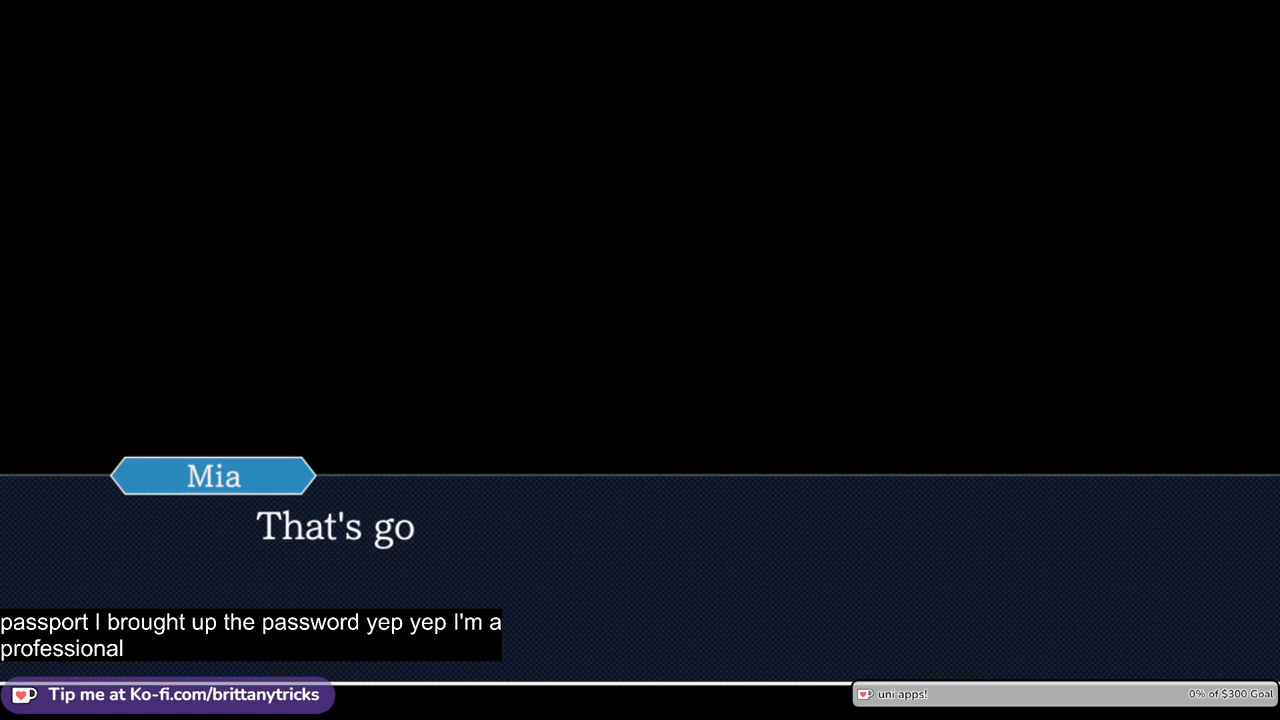 Mia
That's go
passport I brought up the password yep yep I'm a
professional
Tip me at Ko-fi.com/brittanytricks
uni apps!
0% of $300 Goal